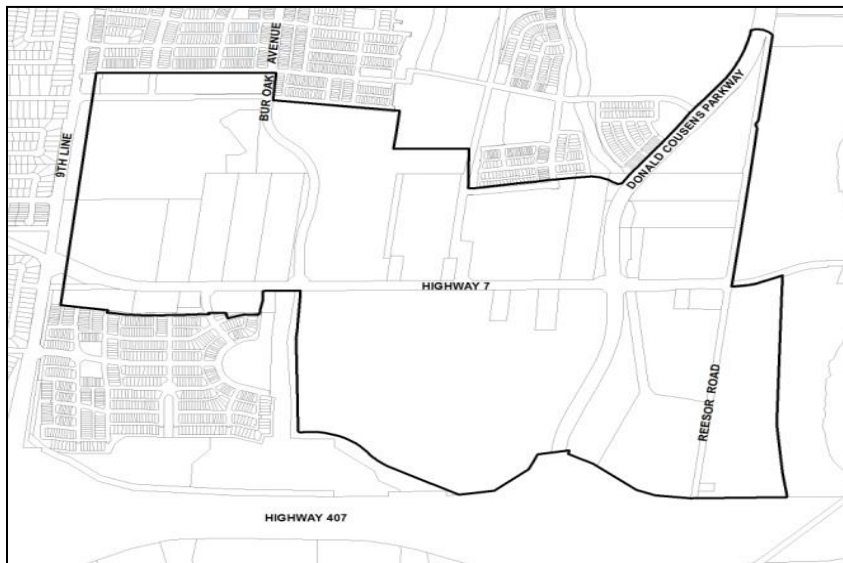 BUR OAK AVENUE
DONALD COUSENS PARKWAY
9TH LINE
HIGHWAY 7
REESOR ROAD
HIGHWAY 407